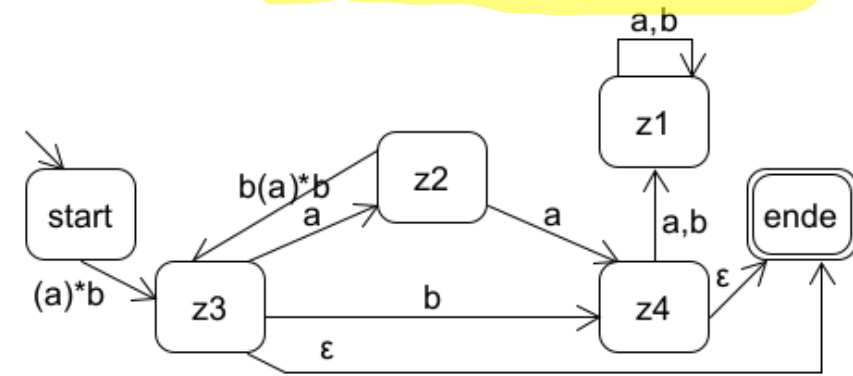 a,b
z1
z2
b(a)*b
a
a
start
a,b
ende
(a)*b
z3
b
z4
ε
ε